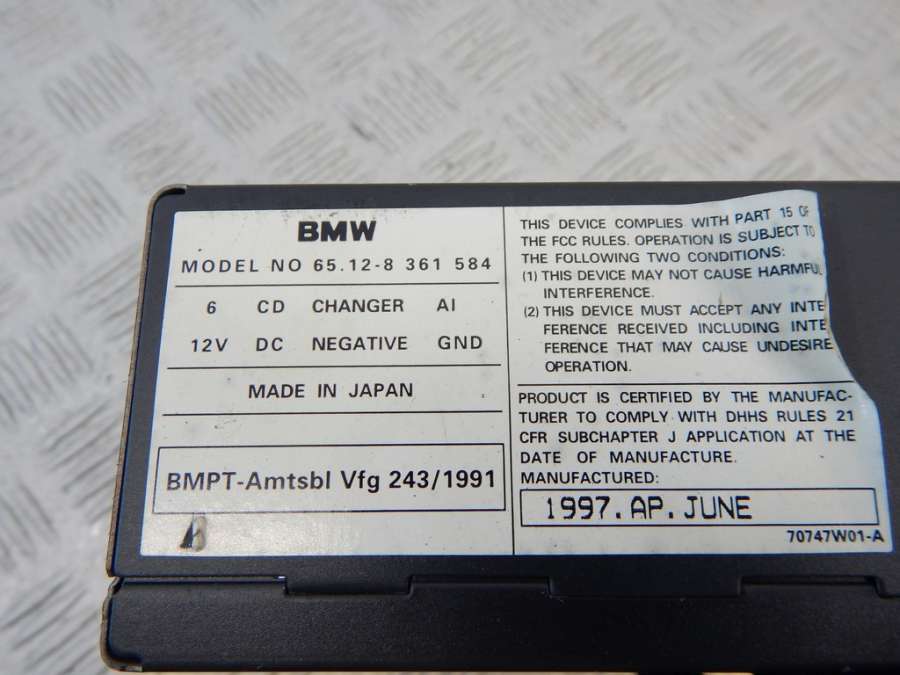 BMW
MODEL NO 65.12-8 361 584
6 CD CHANGER AI
12V DC NEGATIVE GND
MADE IN JAPAN
BMPT-Amtsbl Vfg 243/1991
THIS DEVICE COMPLIES WITH PART 15 OF
THE FCC RULES. OPERATION IS SUBJECT TO
THE FOLLOWING TWO CONDITIONS:
(1) THIS DEVICE MAY NOT CAUSE HARMFUL
INTERFERENCE.
(2) THIS DEVICE MUST ACCEPT ANY INTE
FERENCE RECEIVED INCLUDING INTE
FERENCE THAT MAY CAUSE UNDESIRE
OPERATION.
PRODUCT IS CERTIFIED BY THE MANUFAC-
TURER TO COMPLY WITH DHHS RULES 21
CFR SUBCHAPTER J APPLICATION AT THE
DATE OF MANUFACTURE.
MANUFACTURED:
1997.AP.JUNE
70747W01-A